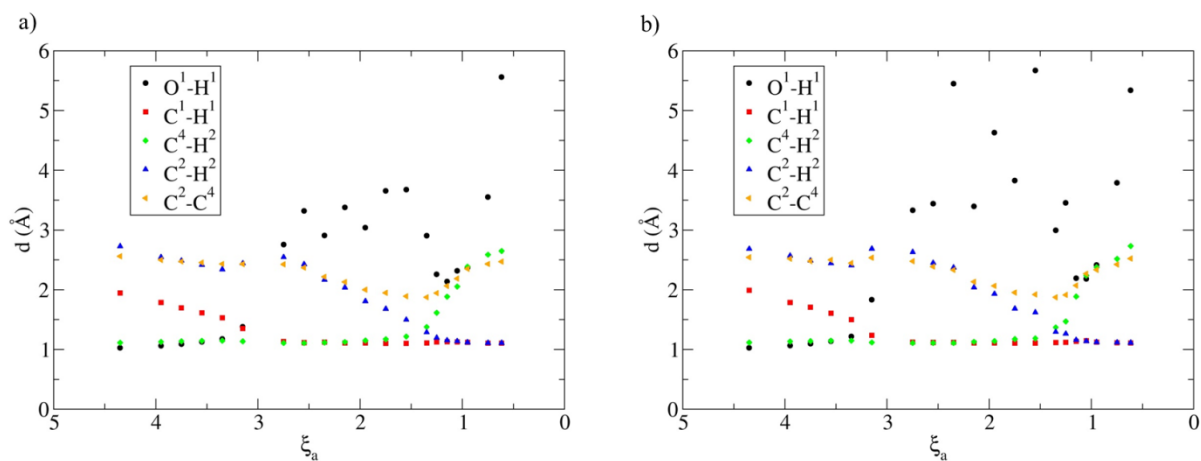 a)
6
5
4
3
2
1
0
d (Å)
O¹-H¹
C¹-H¹
C⁴-H²
C²-H²
C²-C⁴
5 4 3 2 1 0
ξₐ
b)
6
5
4
3
2
1
0
d (Å)
O¹-H¹
C¹-H¹
C⁴-H²
C²-H²
C²-C⁴
5 4 3 2 1 0
ξₐ